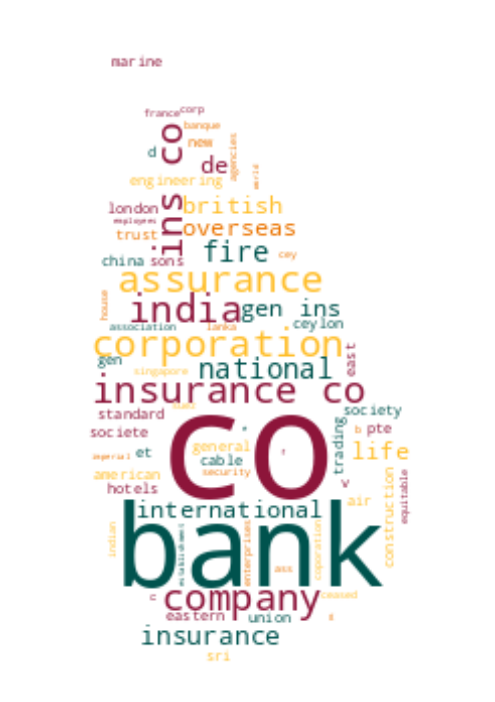 marine
france corp
banque
co
new
d
agencies
de
world
engineering
ins
london
british
employees
trust
overseas
china sons
fire
cey
assurance
house
india
gen ins
association
lanka
ceylon
corporation
gen
east
national
singapore
insurance co
standard
society
co
societe
general
trading
b pte
imperial et
cable
life
american
security
hotels
v
air
construction
equitable
international
bank
indian
establishment
enterprises
ass
coporation
c
company
ceased
eastern
union
s
insurance
sri